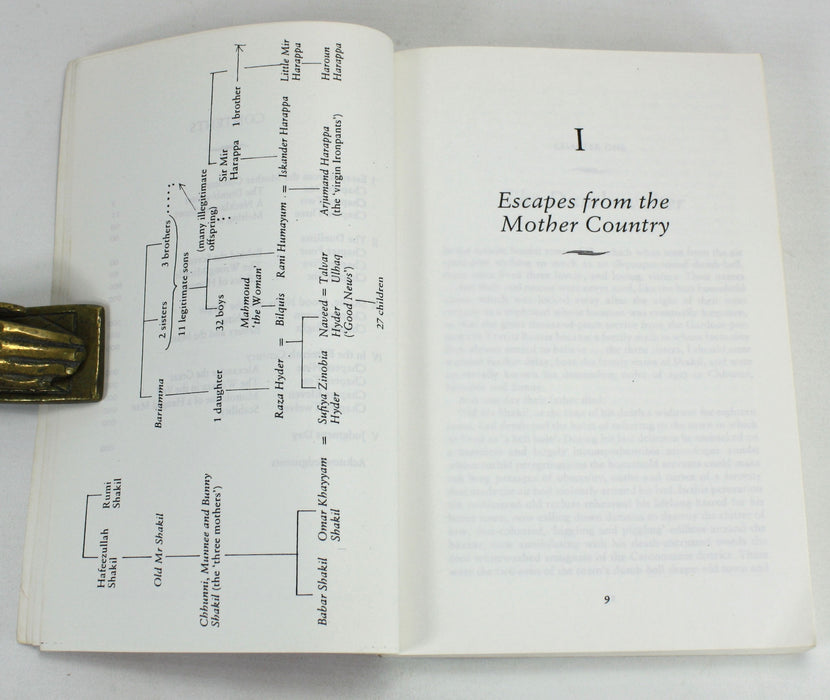 Hafeezullah
Shakil
Rumi
Shakil
Old Mr Shakil
Chhunni, Munnee and Bunny
Shakil (the 'three mothers')
Babar Shakil
Omar Khayyam
Shakil
=
Bariamma
2 sisters
3 brothers
11 legitimate sons
(many illegitimate
offspring)
1 daughter
32 boys
Sir Mir
Harappa
1 brother
Mahmoud
'the Woman'
Raza Hyder = Bilquis
Rani Humayum = Iskander Harappa
Little Mir
Harappa
Sufiya Zinobia
Hyder
Naveed = Talvar
Hyder Ulhaq
('Good News')
Arjumand Harappa
(the 'virgin Ironpants')
Haroun
Harappa
27 children
I
Escapes from the
Mother Country
9